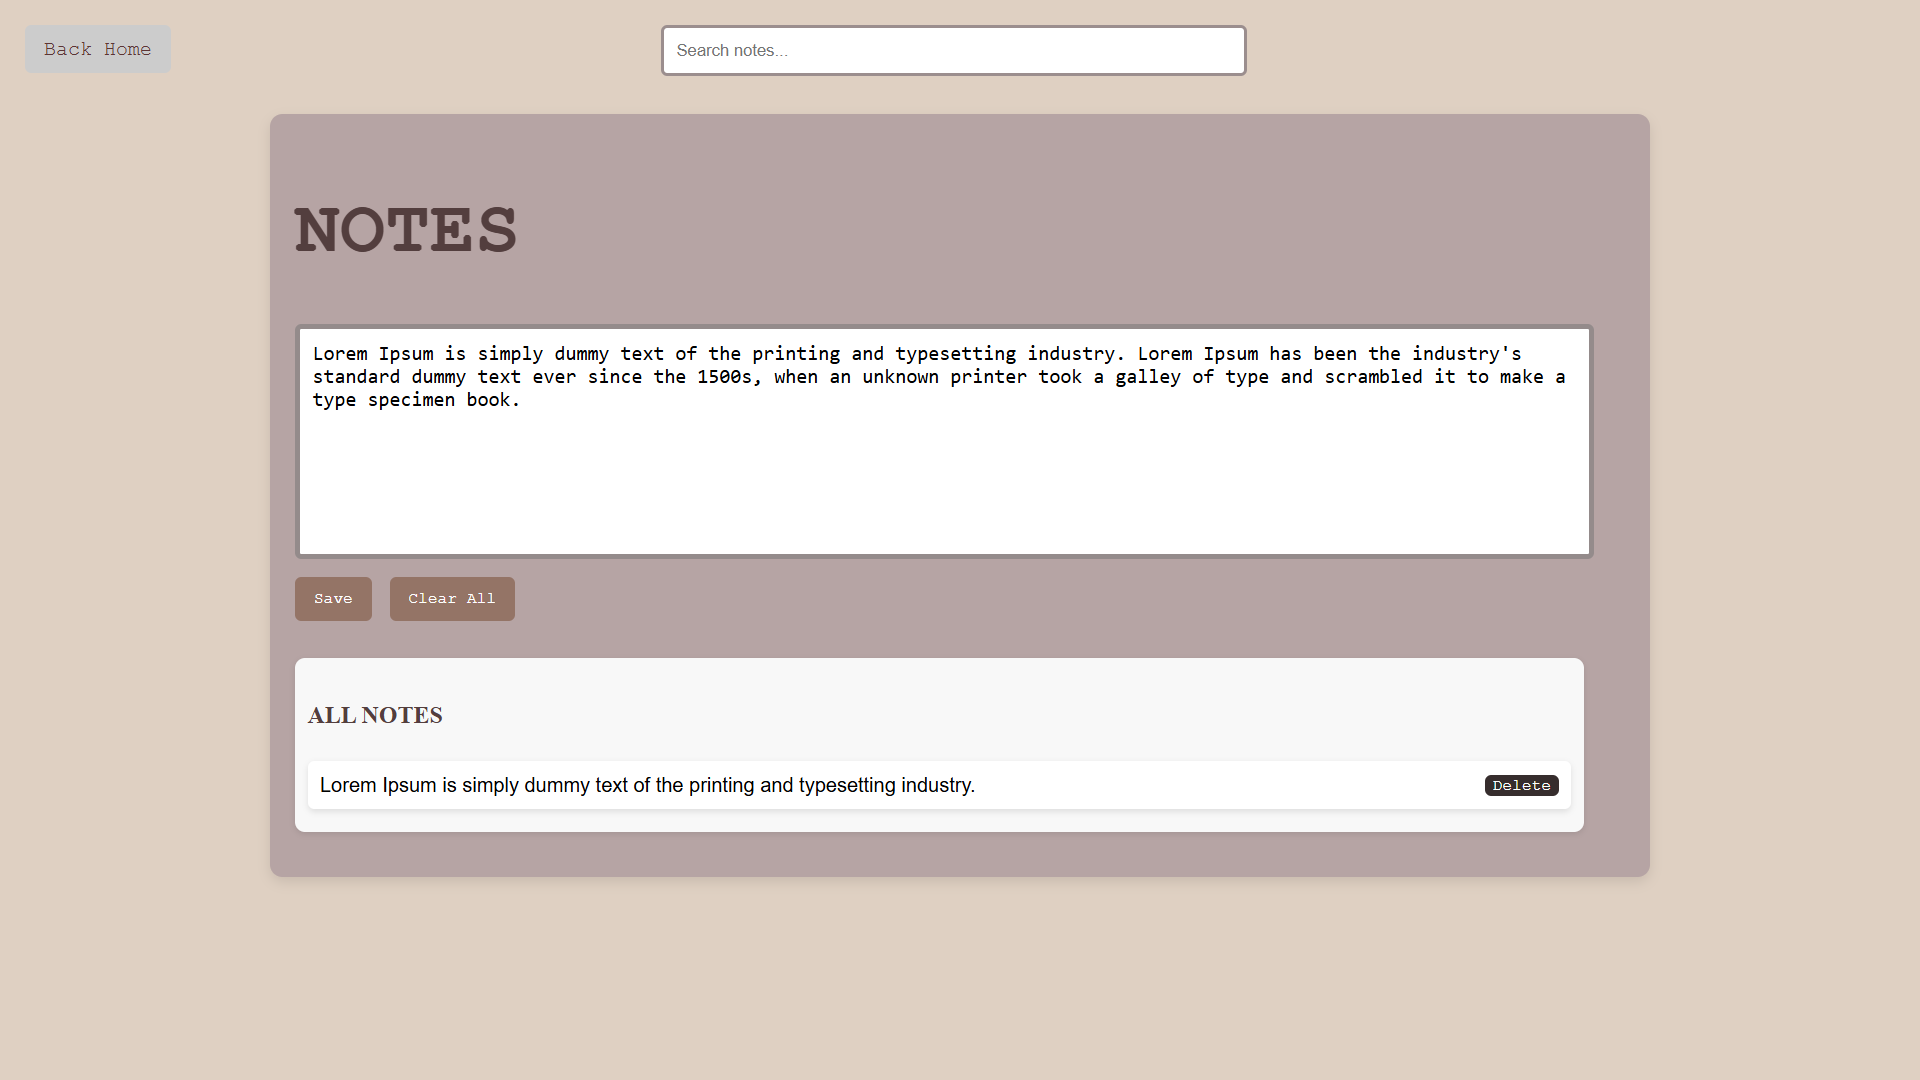 Back Home
Search notes...
NOTES
Lorem Ipsum is simply dummy text of the printing and typesetting industry. Lorem Ipsum has been the industry's
standard dummy text ever since the 1500s, when an unknown printer took a galley of type and scrambled it to make a
type specimen book.
Save
Clear All
ALL NOTES
Lorem Ipsum is simply dummy text of the printing and typesetting industry.
Delete